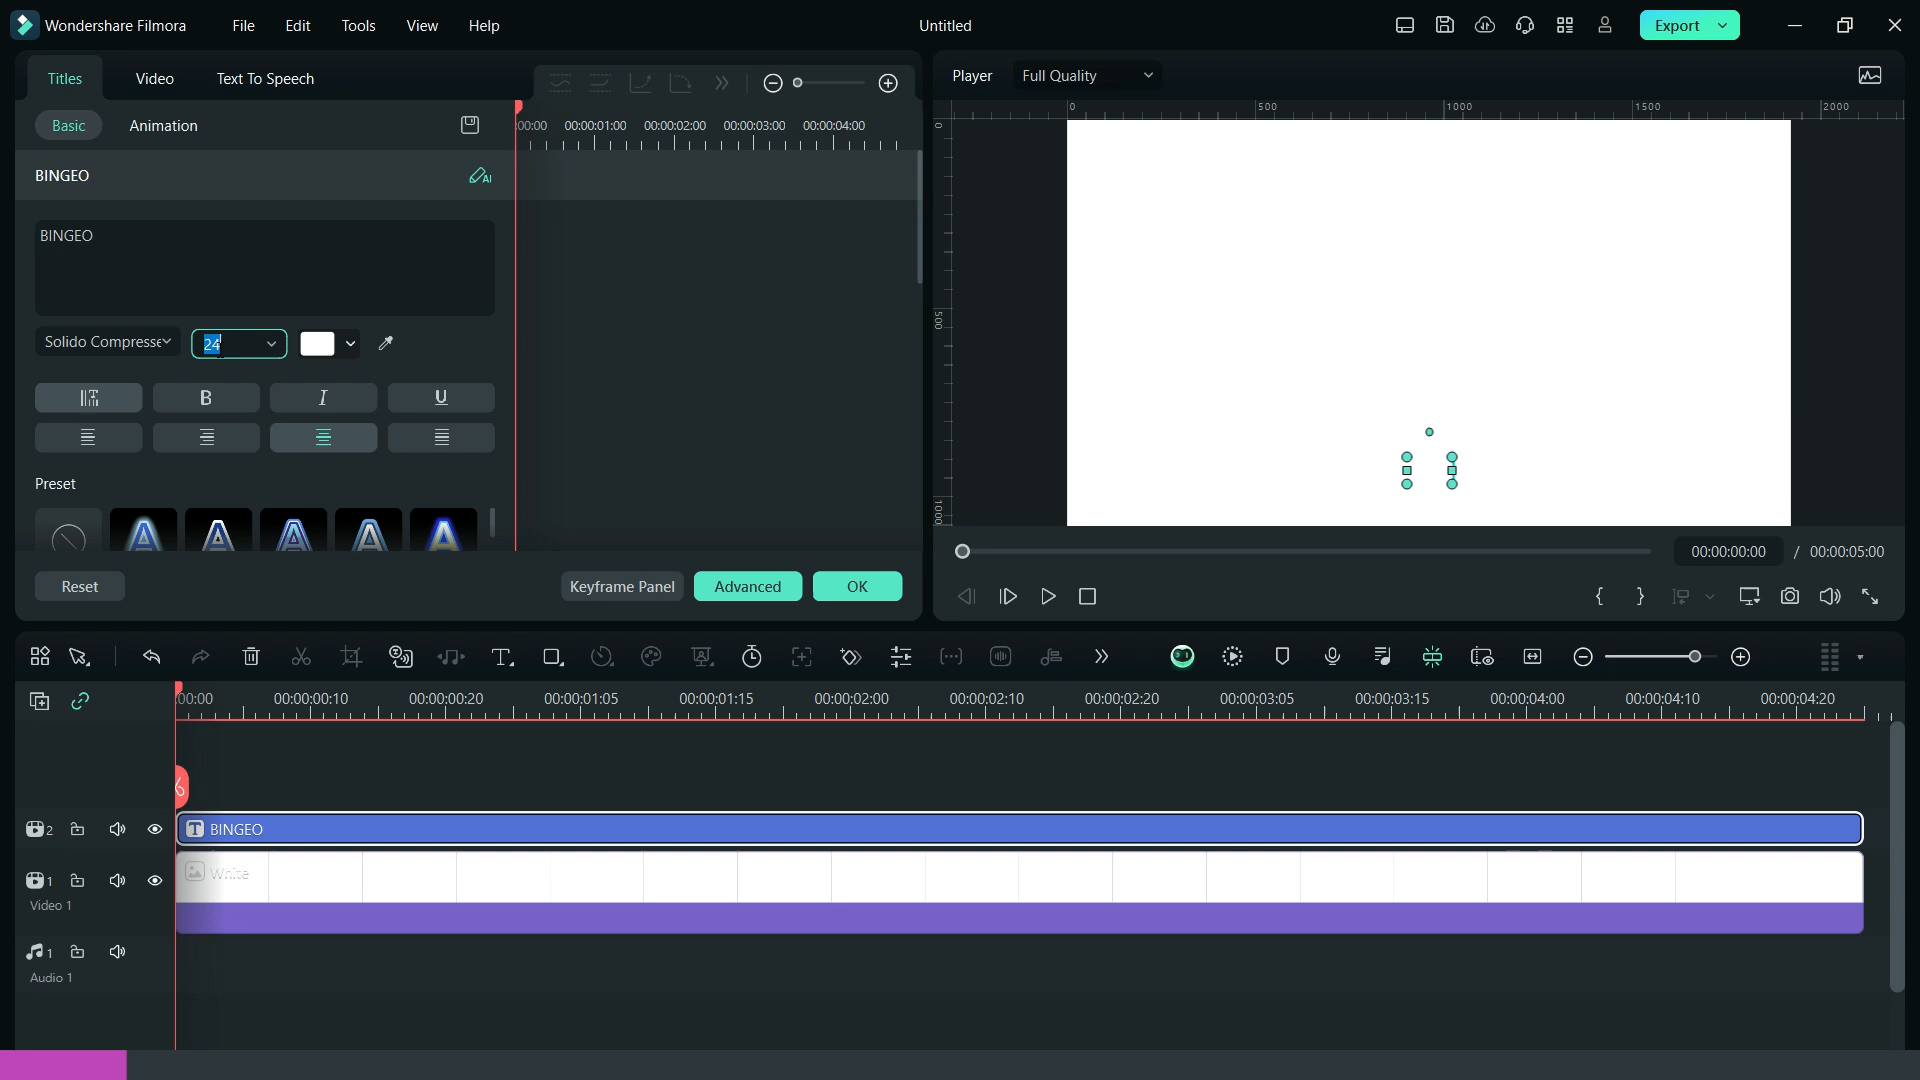 Wondershare Filmora File Edit Tools View Help Untitled Export
Titles Video Text To Speech
Player Full Quality
Basic Animation
:00:00 00:00:01:00 00:00:02:00 00:00:03:00 00:00:04:00
0 500 1000 1500 2000
0
500
1000
BINGEO AI
BINGEO
Solido Compresse 24
B I U
Preset
Reset Keyframe Panel Advanced OK
00:00:00:00 / 00:00:05:00
{ }
:00:00 00:00:00:10 00:00:00:20 00:00:01:05 00:00:01:15 00:00:02:00 00:00:02:10 00:00:02:20 00:00:03:05 00:00:03:15 00:00:04:00 00:00:04:10 00:00:04:20
2 T BINGEO
1 White
Video 1
1
Audio 1